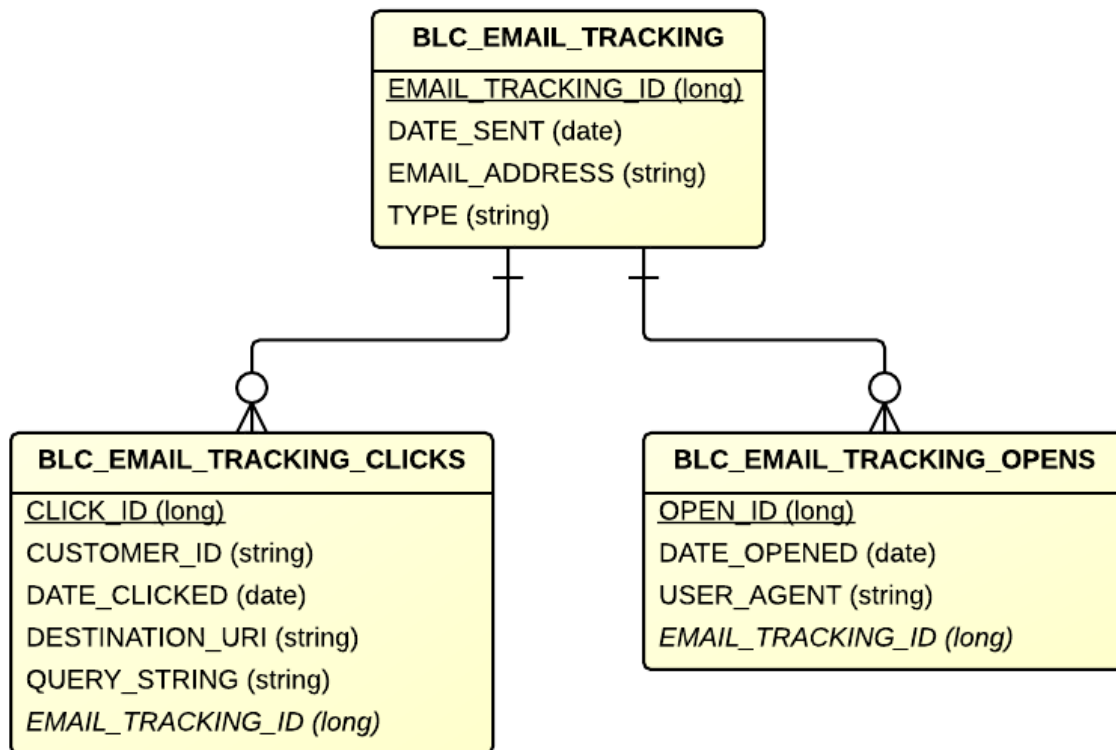 BLC_EMAIL_TRACKING
EMAIL_TRACKING_ID (long)
DATE_SENT (date)
EMAIL_ADDRESS (string)
TYPE (string)
BLC_EMAIL_TRACKING_CLICKS
CLICK_ID (long)
CUSTOMER_ID (string)
DATE_CLICKED (date)
DESTINATION_URI (string)
QUERY_STRING (string)
EMAIL_TRACKING_ID (long)
BLC_EMAIL_TRACKING_OPENS
OPEN_ID (long)
DATE_OPENED (date)
USER_AGENT (string)
EMAIL_TRACKING_ID (long)